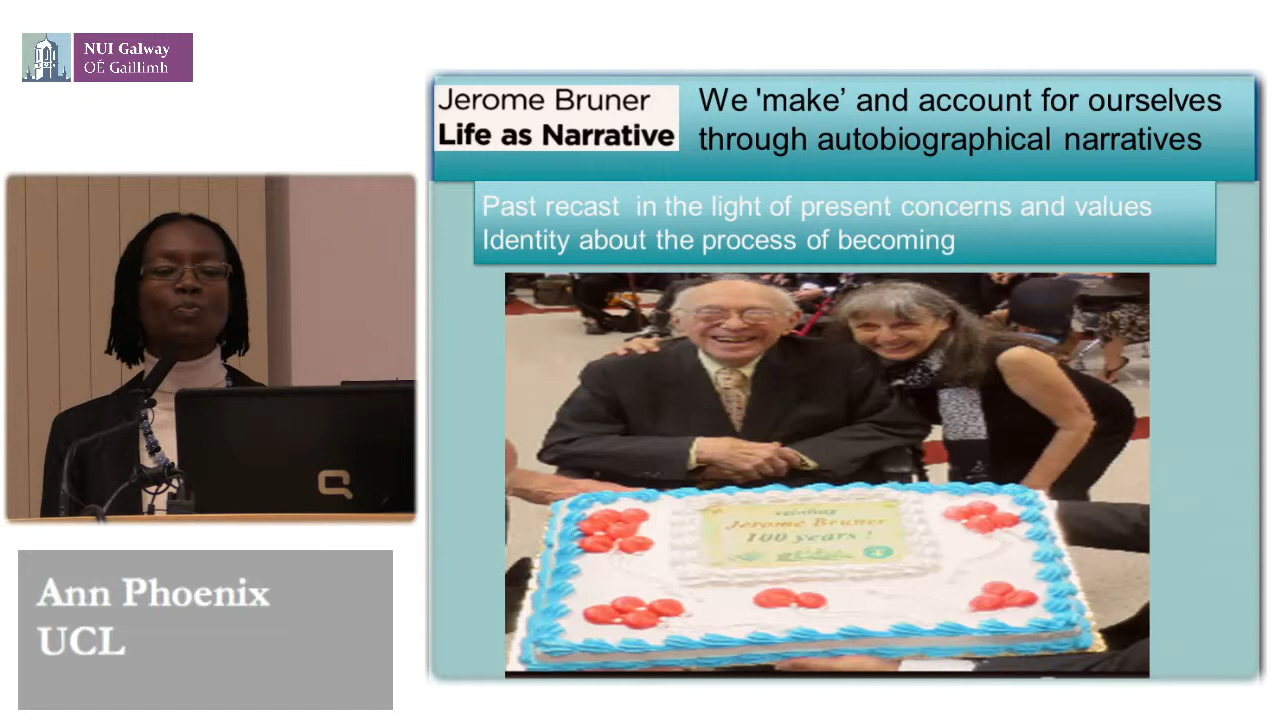 NUI Galway
OÉ Gaillimh
Jerome Bruner
Life as Narrative
We 'make’ and account for ourselves
through autobiographical narratives
Past recast in the light of present concerns and values
Identity about the process of becoming
Jerome Bruner
100 years !
Ann Phoenix
UCL